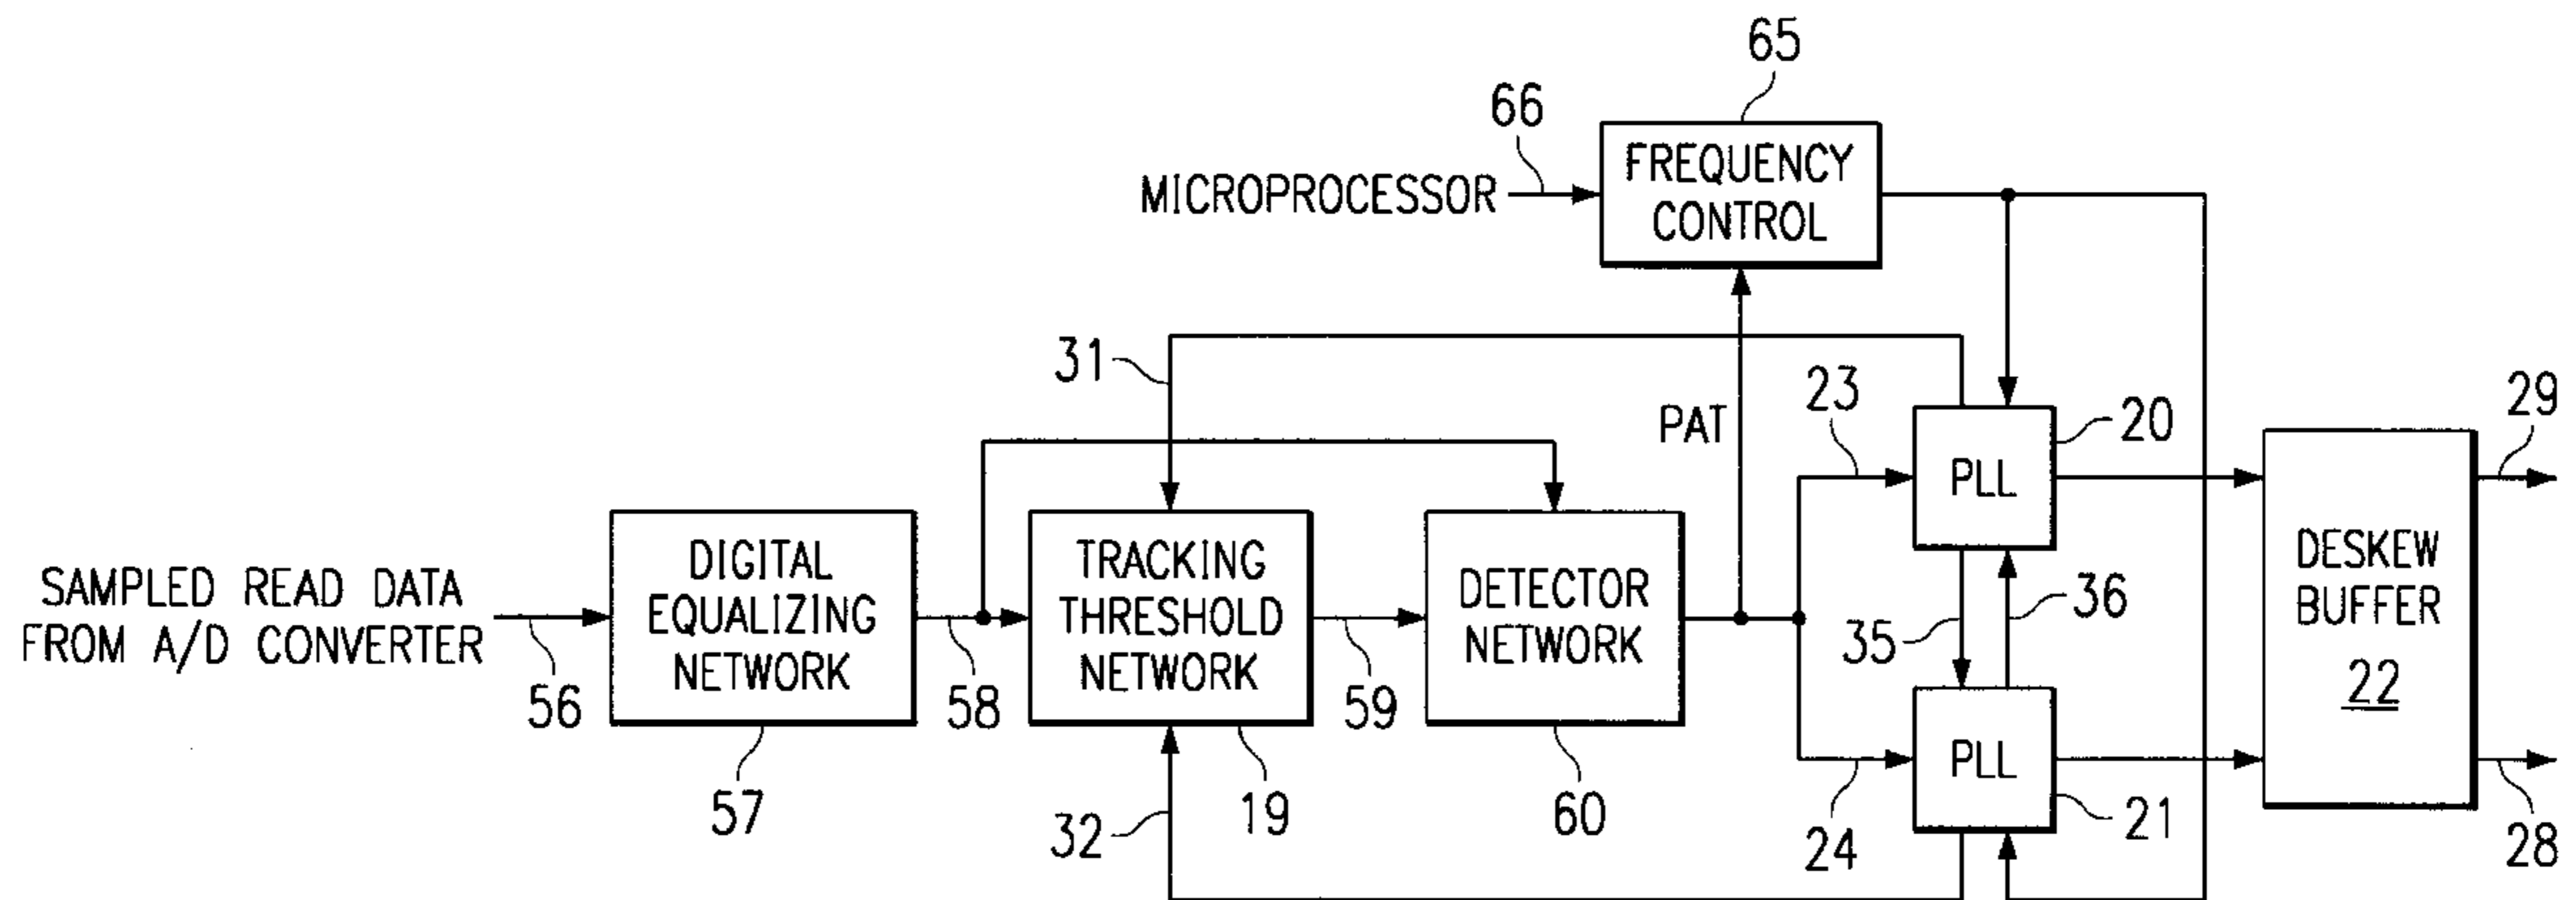 65
66
MICROPROCESSOR
FREQUENCY
CONTROL
31
PAT
23
20
29
PLL
SAMPLED READ DATA
FROM A/D CONVERTER
56
DIGITAL
EQUALIZING
NETWORK
57
58
TRACKING
THRESHOLD
NETWORK
19
59
DETECTOR
NETWORK
60
35
36
DESKEW
BUFFER
22
32
24
PLL
21
28